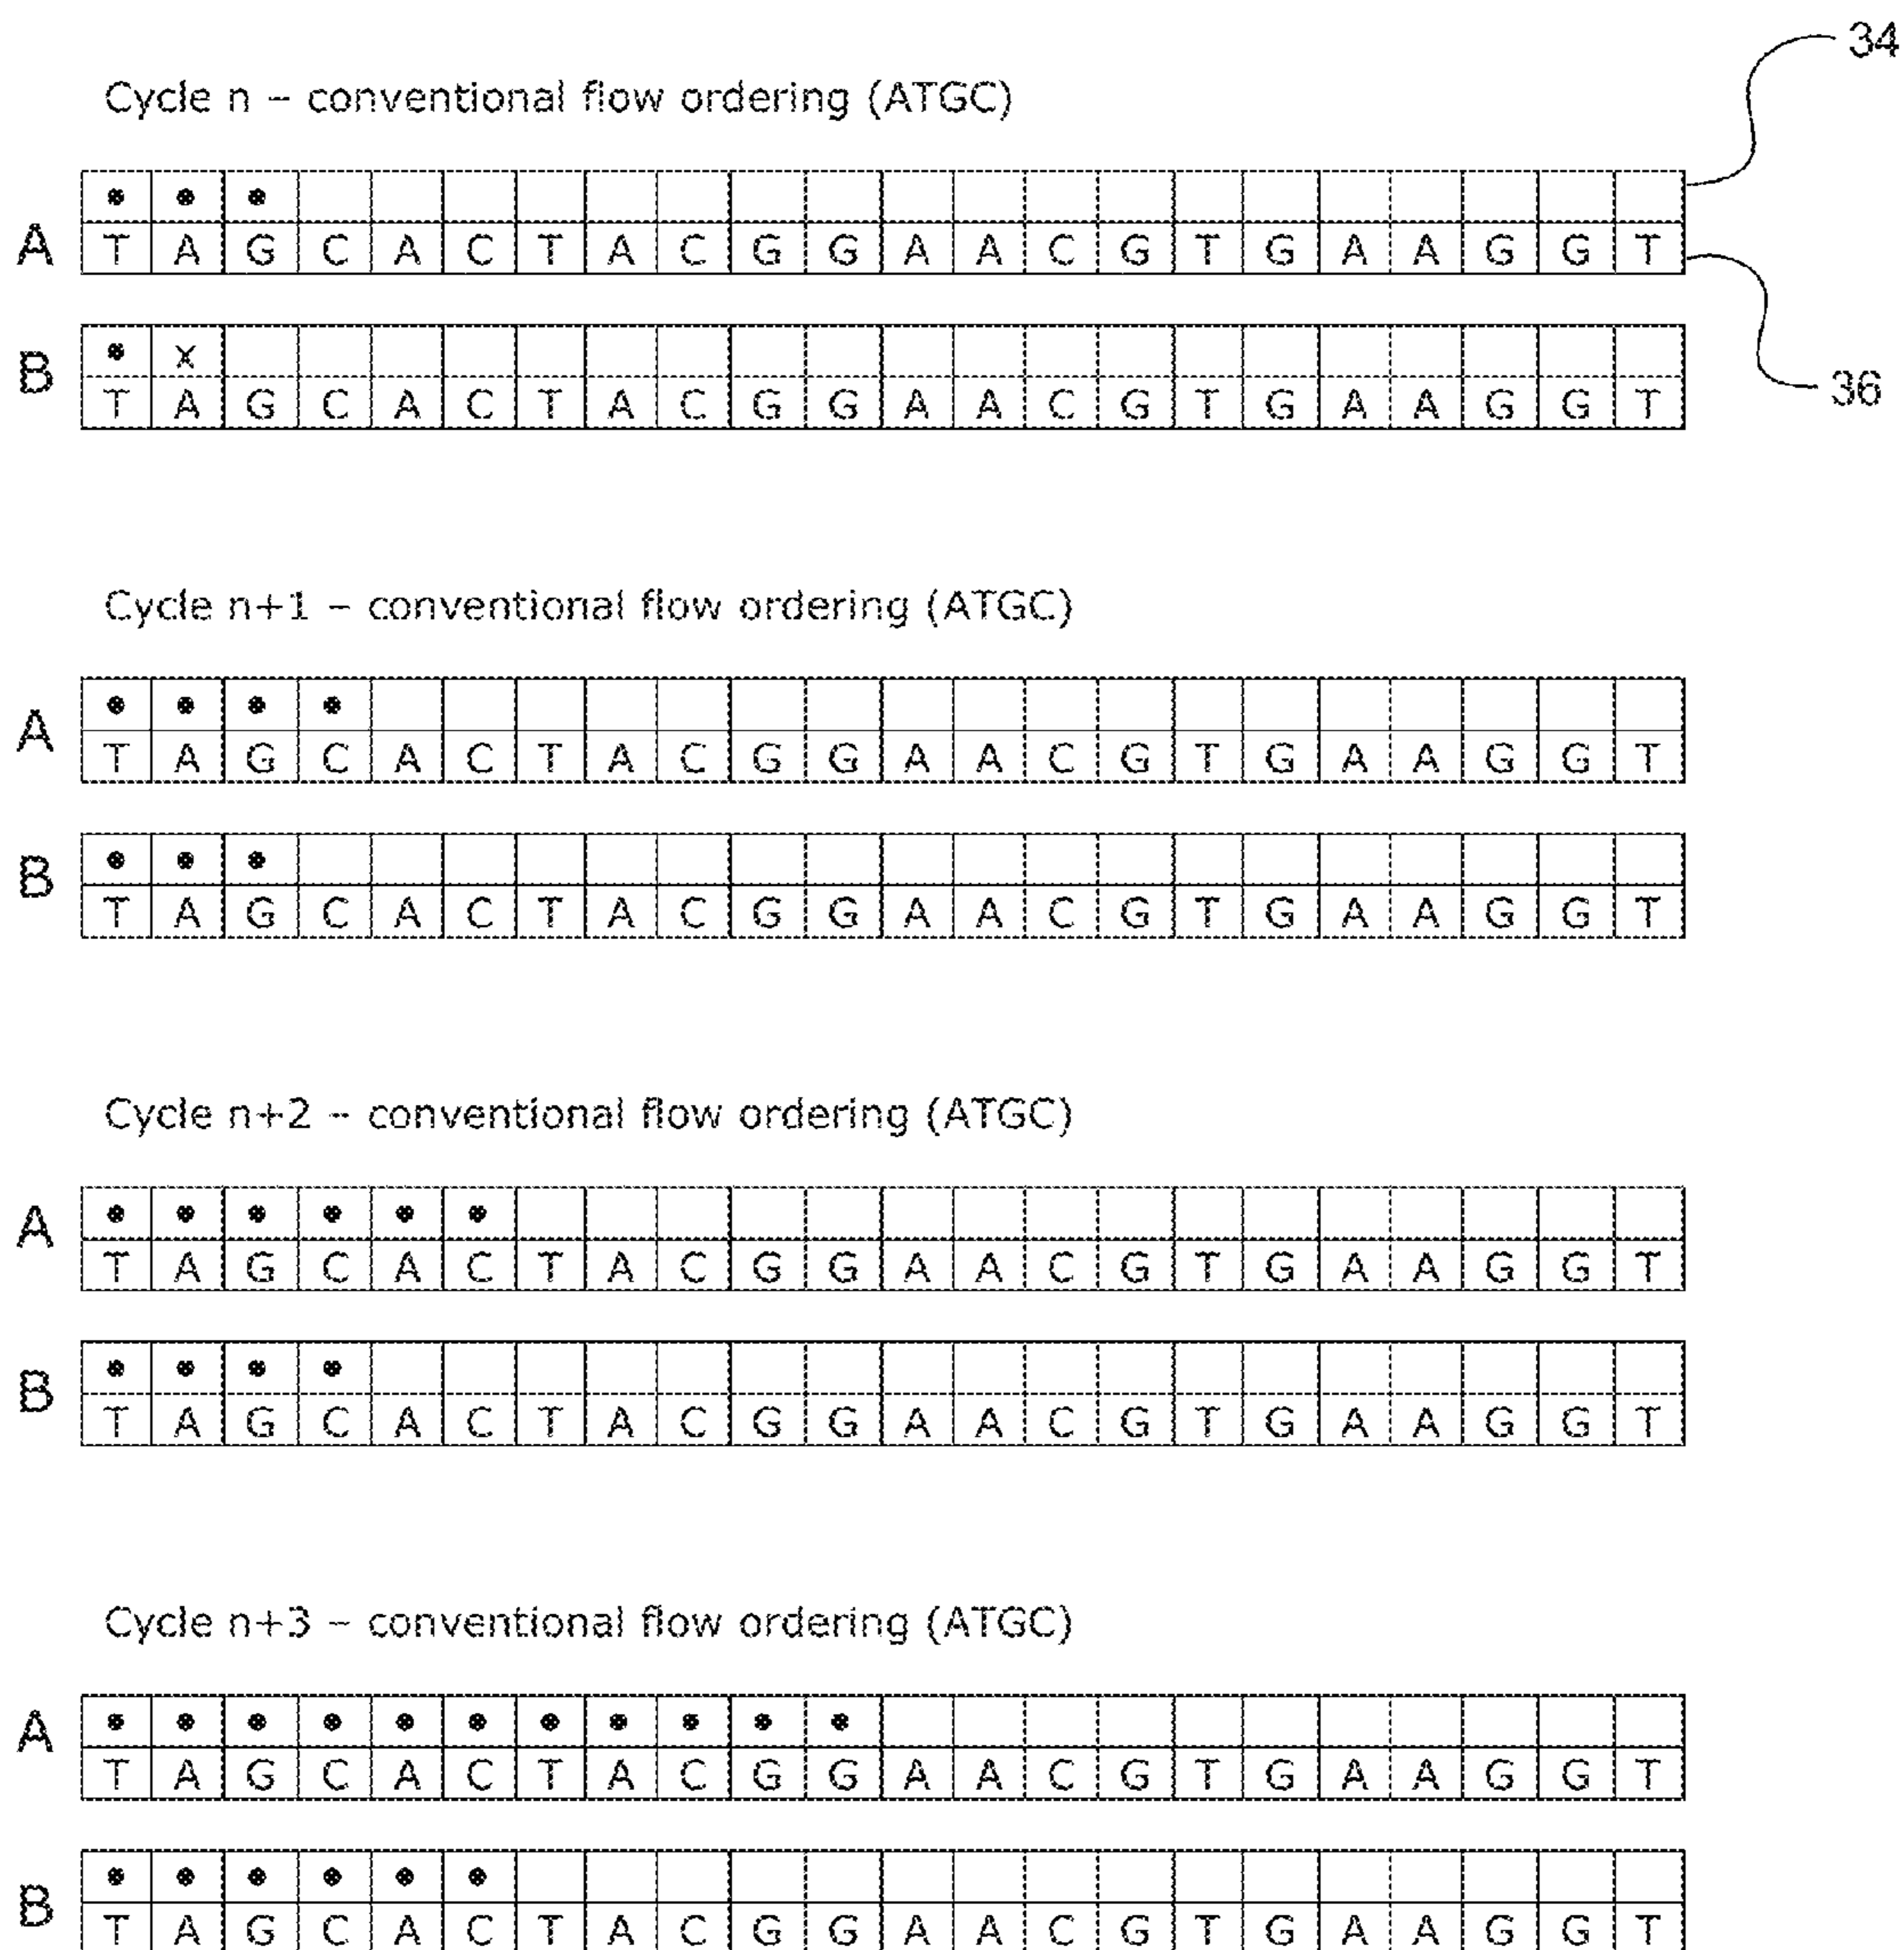 34
Cycle n – conventional flow ordering (ATGC)
A T A G C A C T A C G G A A C G T G A A G G T
B x
T A G C A C T A C G G A A C G T G A A G G T
36
Cycle n+1 – conventional flow ordering (ATGC)
A T A G C A C T A C G G A A C G T G A A G G T
B T A G C A C T A C G G A A C G T G A A G G T
Cycle n+2 – conventional flow ordering (ATGC)
A T A G C A C T A C G G A A C G T G A A G G T
B T A G C A C T A C G G A A C G T G A A G G T
Cycle n+3 – conventional flow ordering (ATGC)
A T A G C A C T A C G G A A C G T G A A G G T
B T A G C A C T A C G G A A C G T G A A G G T